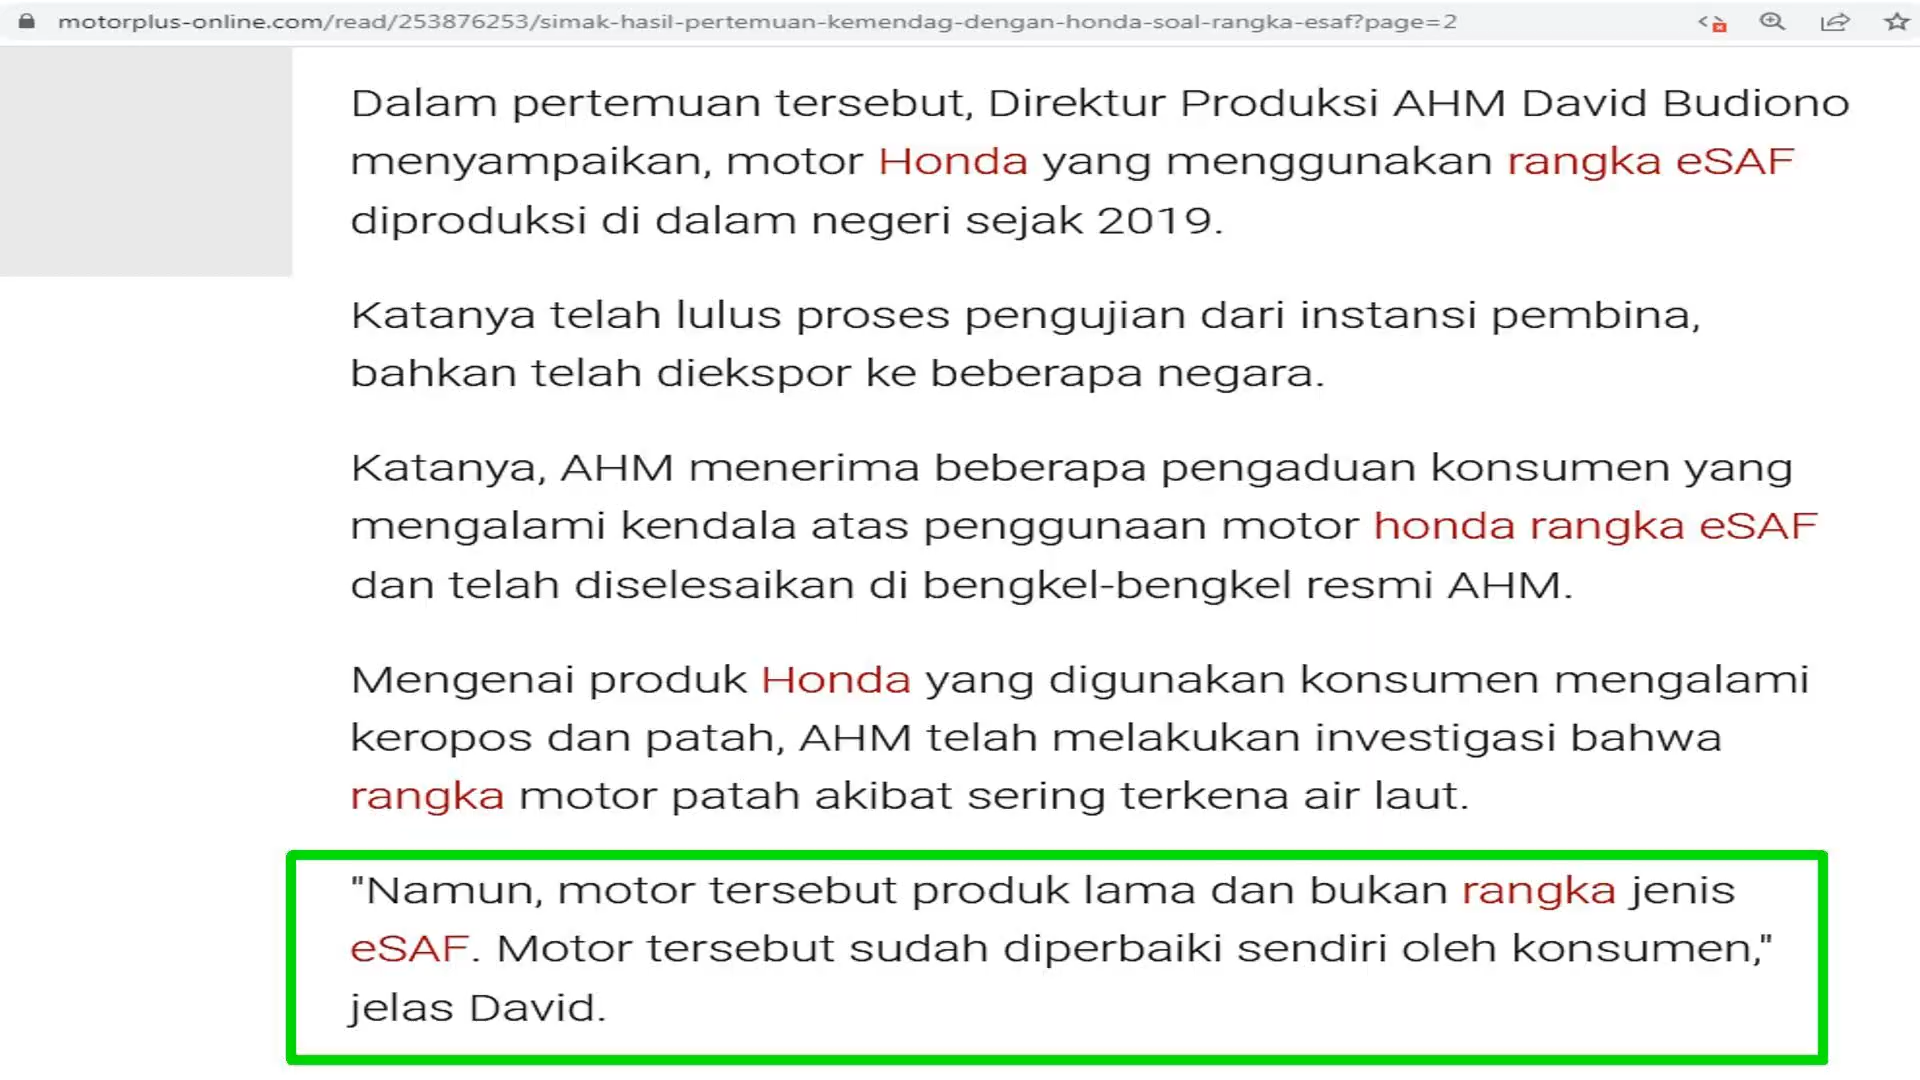 motorplus-online.com/read/253876253/simak-hasil-pertemuan-kemendag-dengan-honda-soal-rangka-esaf?page=2
Dalam pertemuan tersebut, Direktur Produksi AHM David Budiono
menyampaikan, motor Honda yang menggunakan rangka eSAF
diproduksi di dalam negeri sejak 2019.
Katanya telah lulus proses pengujian dari instansi pembina,
bahkan telah diekspor ke beberapa negara.
Katanya, AHM menerima beberapa pengaduan konsumen yang
mengalami kendala atas penggunaan motor honda rangka eSAF
dan telah diselesaikan di bengkel-bengkel resmi AHM.
Mengenai produk Honda yang digunakan konsumen mengalami
keropos dan patah, AHM telah melakukan investigasi bahwa
rangka motor patah akibat sering terkena air laut.
"Namun, motor tersebut produk lama dan bukan rangka jenis
eSAF. Motor tersebut sudah diperbaiki sendiri oleh konsumen,"
jelas David.